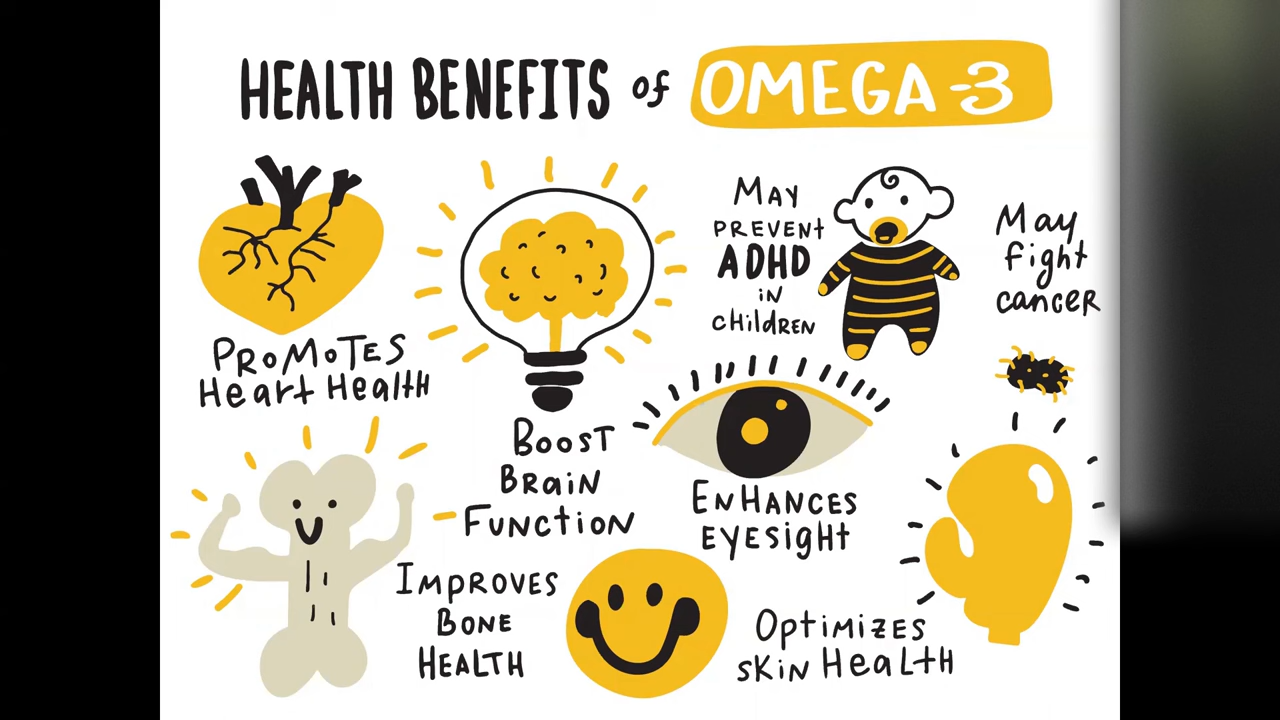 HEALTH BENEFITS of OMEGA-3
PROMOTES
Heart Health
BOOST
BRAIN
FUNCTION
MAY
PREVENT
ADHD
IN
CHILDREN
May
fight
cancer
ENHANCES
EYESIGHT
IMPROVES
BONE
HEALTH
OPTIMIZES
SKIN HEALTH